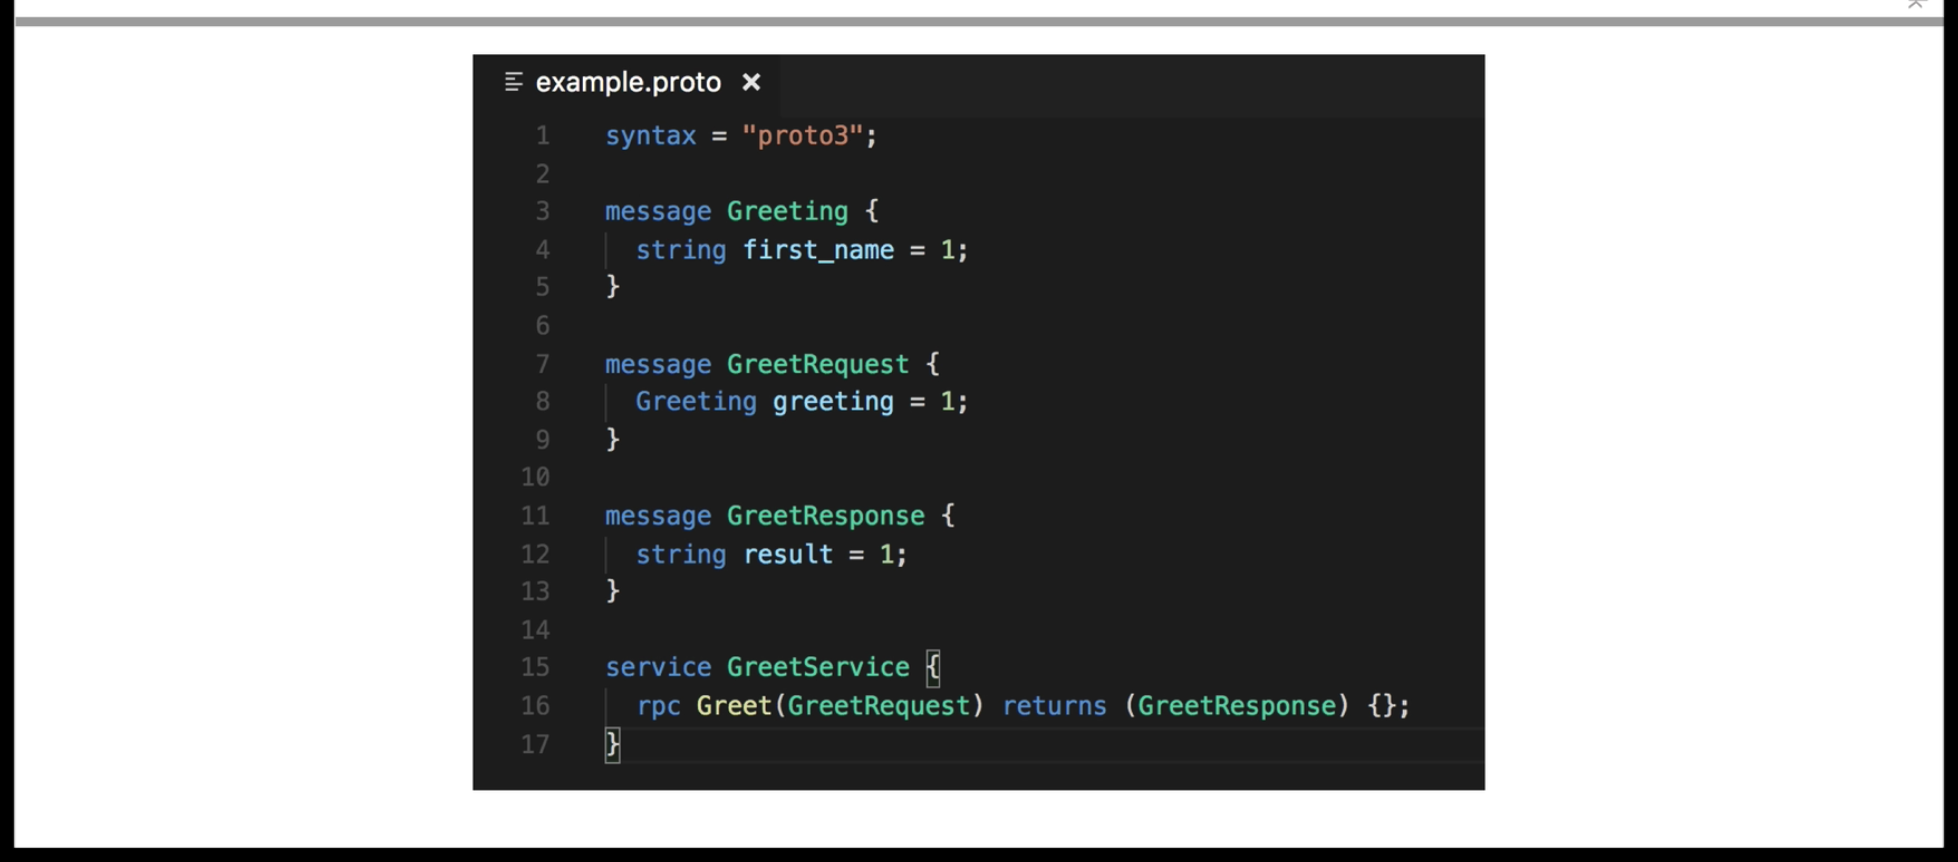 example.proto
1 syntax = "proto3";
2
3 message Greeting {
4 string first_name = 1;
5 }
6
7 message GreetRequest {
8 Greeting greeting = 1;
9 }
10
11 message GreetResponse {
12 string result = 1;
13 }
14
15 service GreetService {
16 rpc Greet(GreetRequest) returns (GreetResponse) {};
17 }